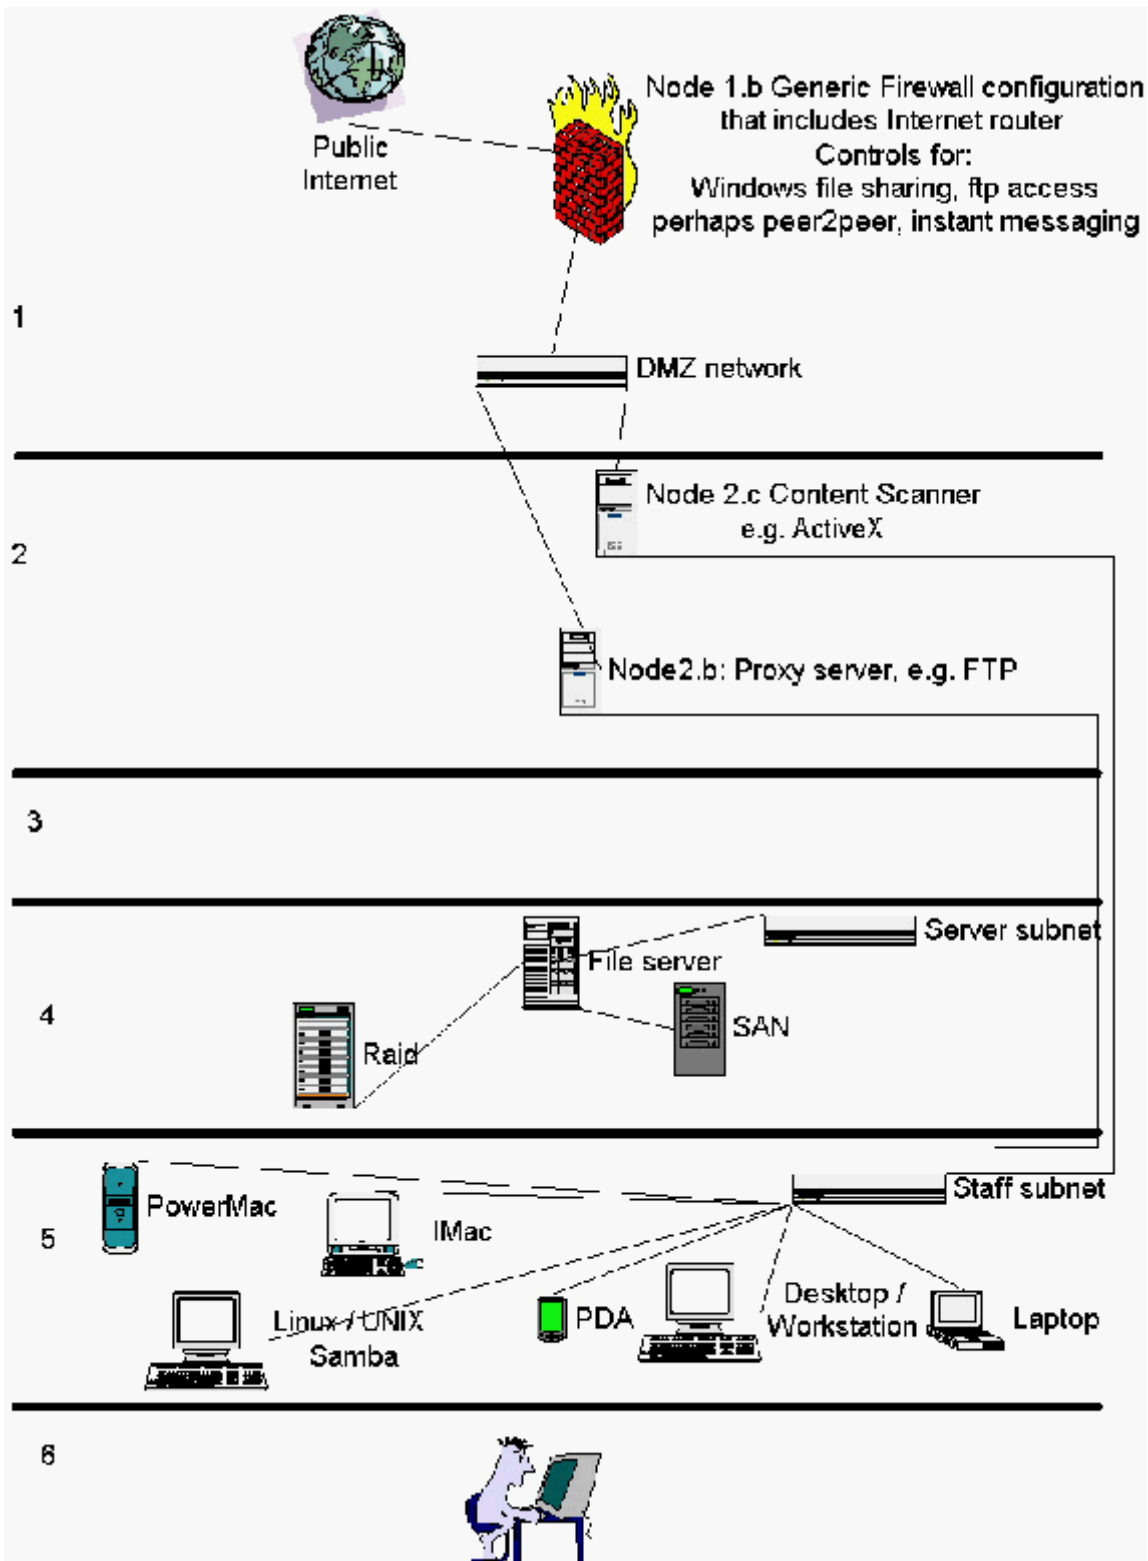 Public
Internet
Node 1.b Generic Firewall configuration
that includes Internet router
Controls for:
Windows file sharing, ftp access
perhaps peer2peer, instant messaging
1
DMZ network
2
Node 2.c Content Scanner
e.g. ActiveX
Node2.b: Proxy server, e.g. FTP
3
Server subnet
File server
4
SAN
Raid
Staff subnet
PowerMac
IMac
5
Linux / UNIX
Samba
PDA
Desktop /
Workstation
Laptop
6